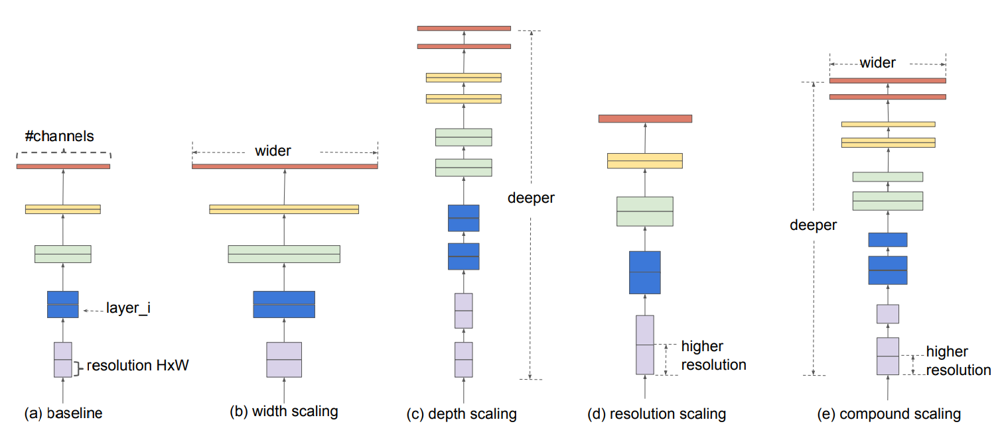 #channels
layer_i
resolution HxW
(a) baseline
wider
(b) width scaling
deeper
(c) depth scaling
higher
resolution
(d) resolution scaling
wider
deeper
higher
resolution
(e) compound scaling